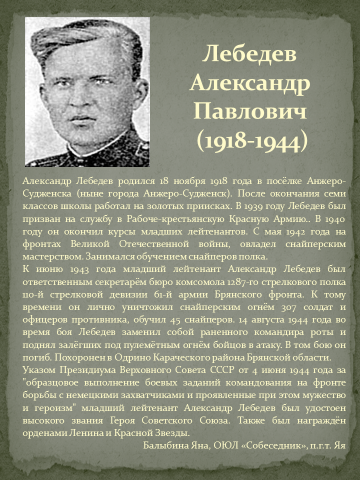 Лебедев
Александр
Павлович
(1918-1944)
Александр Лебедев родился 18 ноября 1918 года в посёлке Анжеро-
Судженска (ныне города Анжеро-Судженск). После окончания семи
классов школы работал на золотых приисках. В 1939 году Лебедев был
призван на службу в Рабоче-крестьянскую Красную Армию.. В 1940
году он окончил курсы младших лейтенантов. С мая 1942 года на
фронтах Великой Отечественной войны, овладел снайперским
мастерством. Занимался обучением снайперов полка.
К июню 1943 года младший лейтенант Александр Лебедев был
ответственным секретарём бюро комсомола 1287-го стрелкового полка
110-й стрелковой девизии 61-й армии Брянского фронта. К тому
времени он лично уничтожил снайперским огнём 307 солдат и
офицеров противника, обучил 45 снайперов. 14 августа 1944 года во
время боя Лебедев заменил собой раненного командира роты и
поднял залёгших под пулемётным огнём бойцов в атаку. В том бою он
погиб. Похоронен в Одрино Карачевского района Брянской области.
Указом Президиума Верховного Совета СССР от 4 июня 1944 года за
"образцовое выполнение боевых заданий командования на фронте
борьбы с немецкими захватчиками и проявленные при этом мужество
и героизм" младший лейтенант Александр Лебедев был удостоен
высокого звания Героя Советского Союза. Также был награждён
орденами Ленина и Красной Звезды.
Балыбина Яна, ОЮЛ «Собеседник», п.г.т. Яя